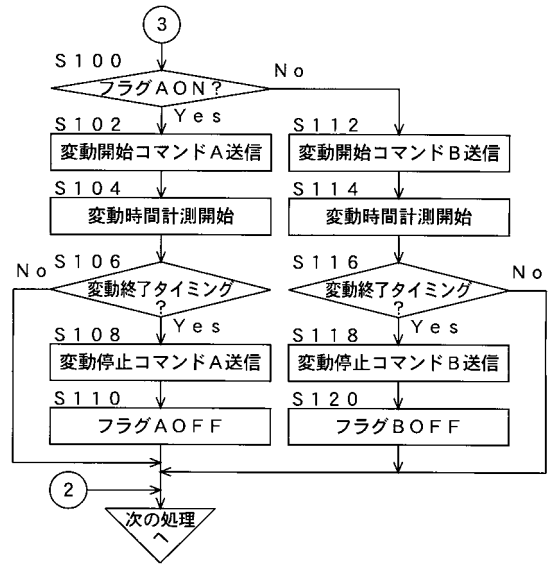 3
S100
フラグAON?
No
Yes
S102
変動開始コマンドA送信
S104
変動時間計測開始
S106
No
変動終了タイミング
?
Yes
S108
変動停止コマンドA送信
S110
フラグAOFF
S112
変動開始コマンドB送信
S114
変動時間計測開始
S116
No
変動終了タイミング
?
Yes
S118
変動停止コマンドB送信
S120
フラグBOFF
2
次の処理
へ